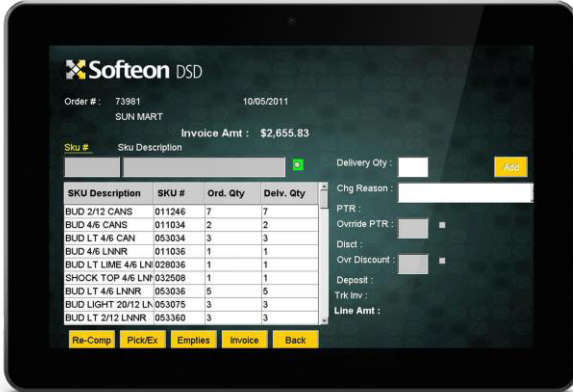 Softeon DSD
Order # : 73981 10/05/2011
SUN MART
Invoice Amt : $2,655.83
Sku # Sku Description
Delivery Qty : Add
Chg Reason :
PTR :
Ovrride PTR :
Disct :
Ovr Discount :
Deposit :
Trk Inv :
Line Amt :
SKU Description SKU # Ord. Qty Delv. Qty
BUD 2/12 CANS 011246 7 7
BUD 4/6 CANS 011034 2 2
BUD LT 4/6 CAN 053034 3 3
BUD 4/6 LNNR 011036 1 1
BUD LT LIME 4/6 LNI 028036 1 1
SHOCK TOP 4/6 LNN 032508 1 1
BUD LT 4/6 LNNR 053036 5 5
BUD LIGHT 20/12 LN 053075 3 3
BUD LT 2/12 LNNR 053360 3 3
Re-Comp Pick/Ex Empties Invoice Back